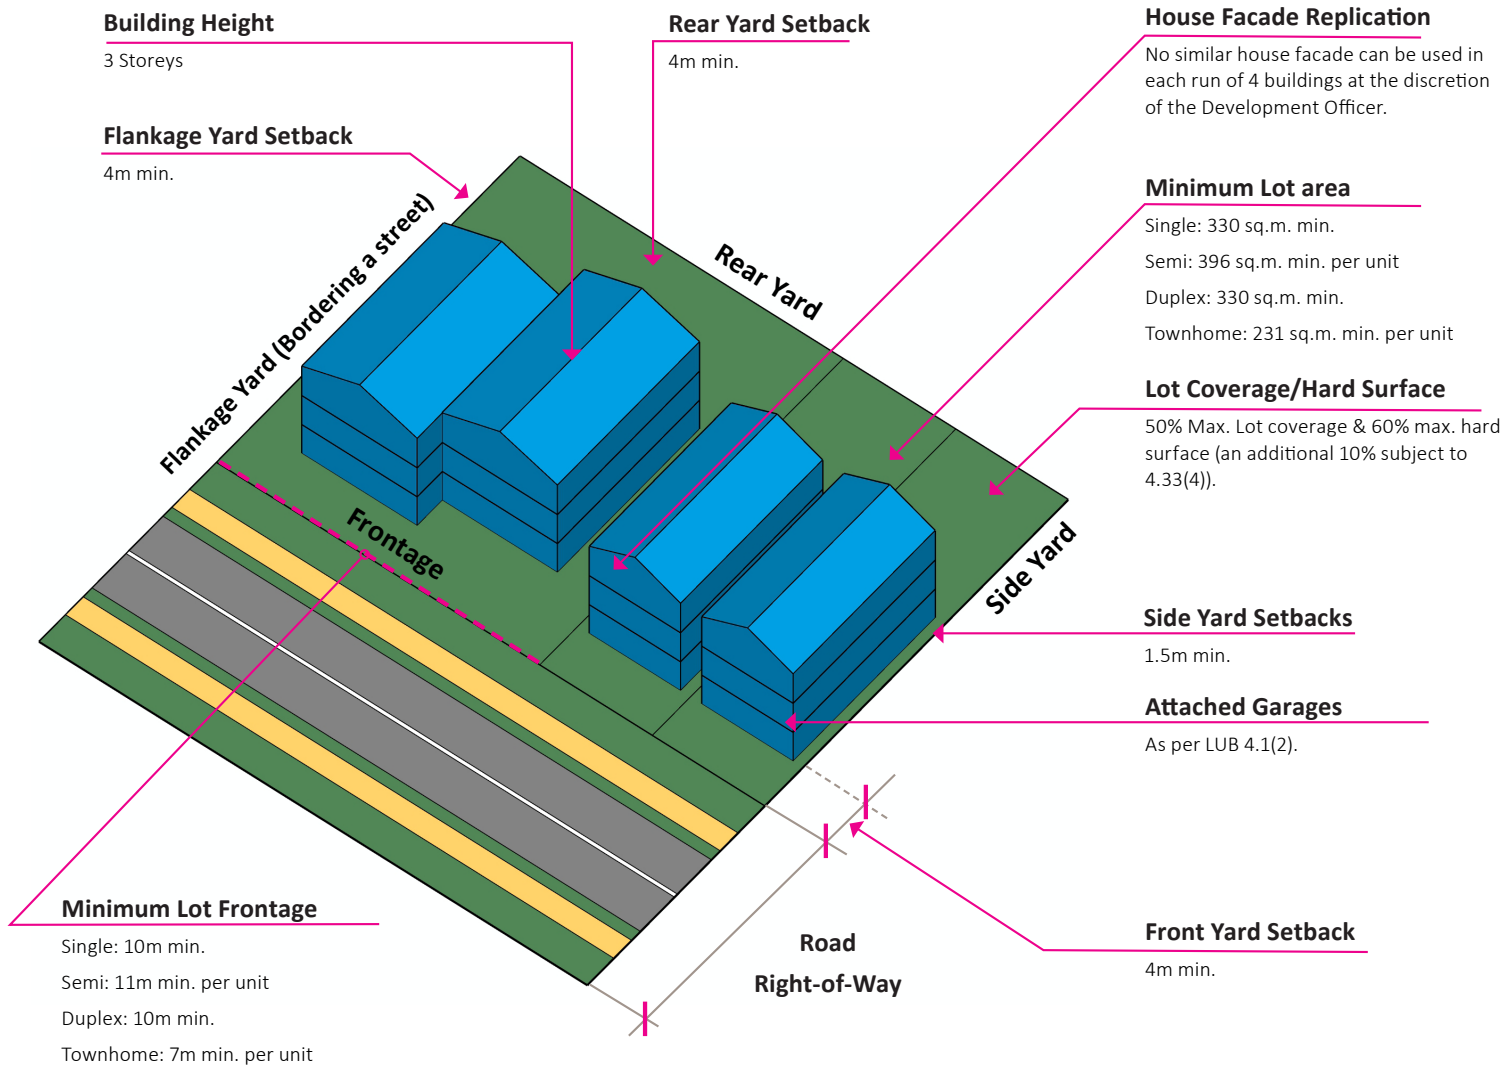 Building Height
3 Storeys
Rear Yard Setback
4m min.
House Facade Replication
No similar house facade can be used in
each run of 4 buildings at the discretion
of the Development Officer.
Flankage Yard Setback
4m min.
Minimum Lot area
Single: 330 sq.m. min.
Semi: 396 sq.m. min. per unit
Duplex: 330 sq.m. min.
Townhome: 231 sq.m. min. per unit
Flankage Yard (Bordering a street)
Rear Yard
Lot Coverage/Hard Surface
50% Max. Lot coverage & 60% max. hard
surface (an additional 10% subject to
4.33(4)).
Frontage
Side Yard
Side Yard Setbacks
1.5m min.
Attached Garages
As per LUB 4.1(2).
Minimum Lot Frontage
Single: 10m min.
Semi: 11m min. per unit
Duplex: 10m min.
Townhome: 7m min. per unit
Road
Right-of-Way
Front Yard Setback
4m min.